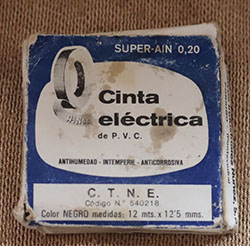 SUPER-AIN 0,20
Cinta
eléctrica
de P. V. C.
ANTIHUMEDAD - INTEMPERIE - ANTICORROSIVA
C. T. N. E.
Código N.° 540218
Color NEGRO medidas: 12 mts. x 12'5 mms.